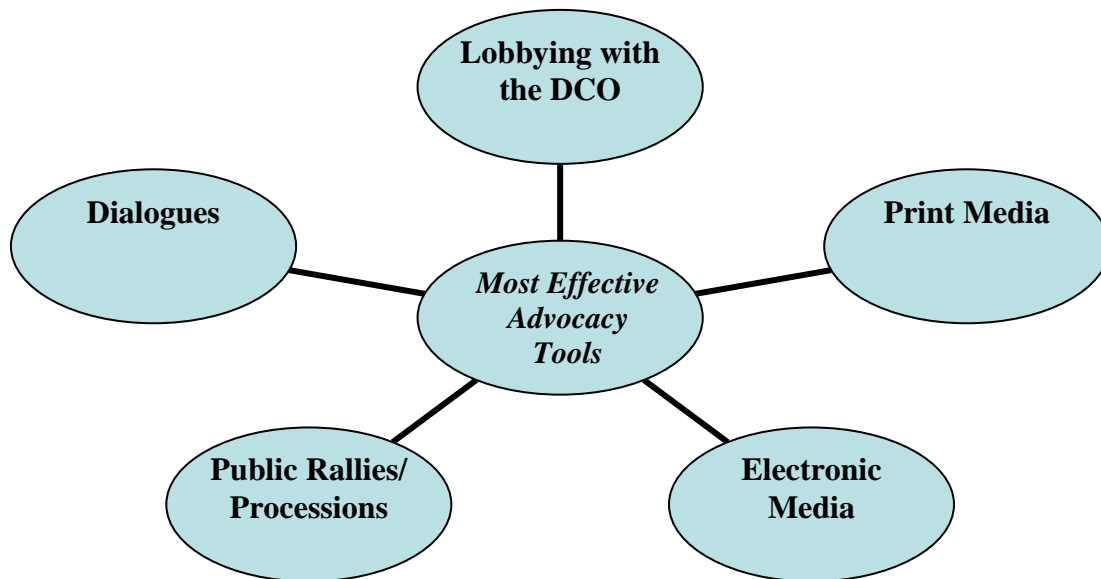 Lobbying with
the DCO
Dialogues
Print Media
Most Effective
Advocacy
Tools
Public Rallies/
Processions
Electronic
Media